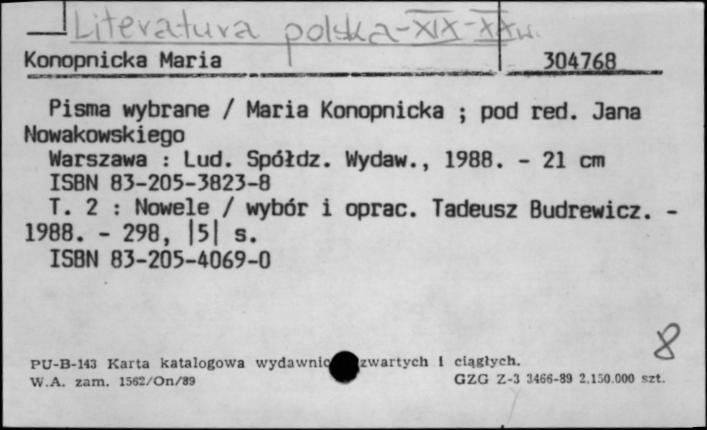 Literatura polska-XIX-XXw.
Konopnicka Maria 304768
Pisma wybrane / Maria Konopnicka ; pod red. Jana
Nowakowskiego
Warszawa : Lud. Spółdz. Wydaw., 1988. - 21 cm
ISBN 83-205-3823-8
T. 2 : Nowele / wybór i oprac. Tadeusz Budrewicz. -
1988. - 298, |5| s.
ISBN 83-205-4069-0
8
PU-B-143 Karta katalogowa wydawnic zwartych i ciągłych.
W.A. zam. 1562/On/89 GZG Z-3 3466-89 2.150.000 szt.